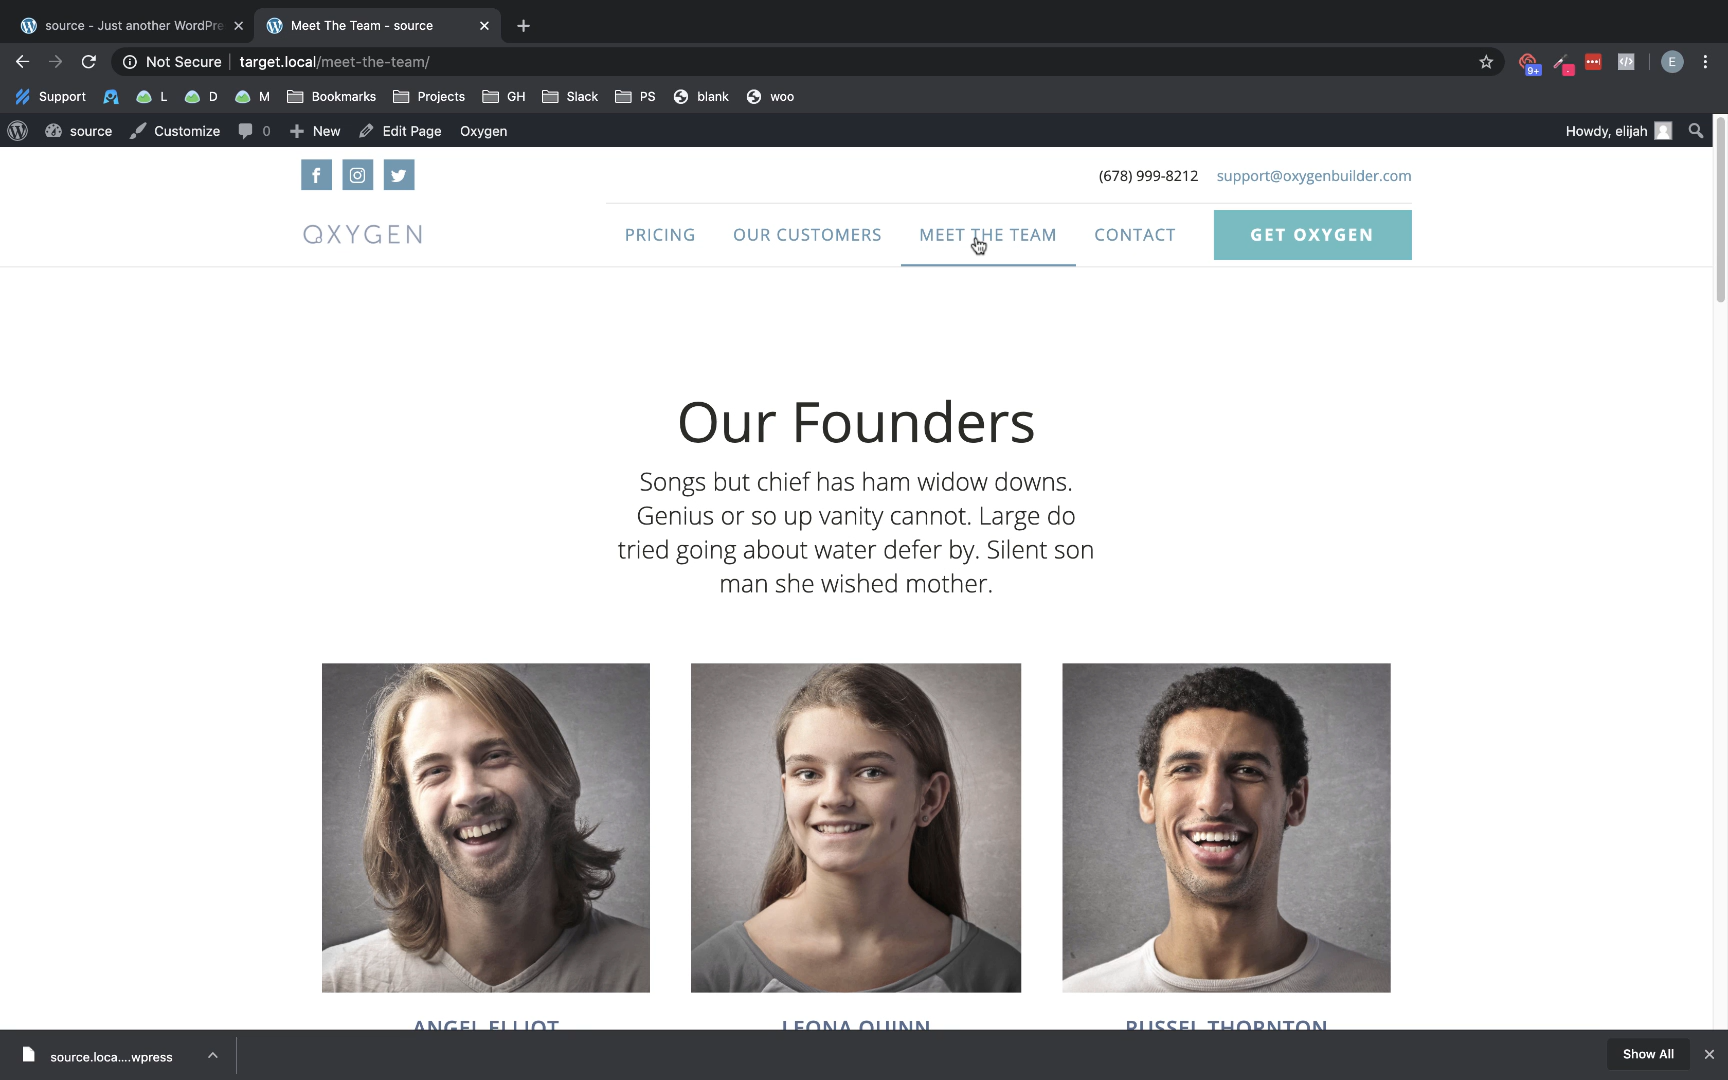 source - Just another WordPre
Meet The Team - source
Not Secure
target.local/meet-the-team/
9+
E
Support
L
D
M
Bookmarks
Projects
GH
Slack
PS
blank
woo
source
Customize
0
New
Edit Page
Oxygen
Howdy, elijah
(678) 999-8212
support@oxygenbuilder.com
OXYGEN
PRICING
OUR CUSTOMERS
MEET THE TEAM
CONTACT
GET OXYGEN
Our Founders
Songs but chief has ham widow downs.
Genius or so up vanity cannot. Large do
tried going about water defer by. Silent son
man she wished mother.
ANGEL ELLIOT
LEONA QUINN
RUSSEL THORNTON
source.loca....wpress
Show All